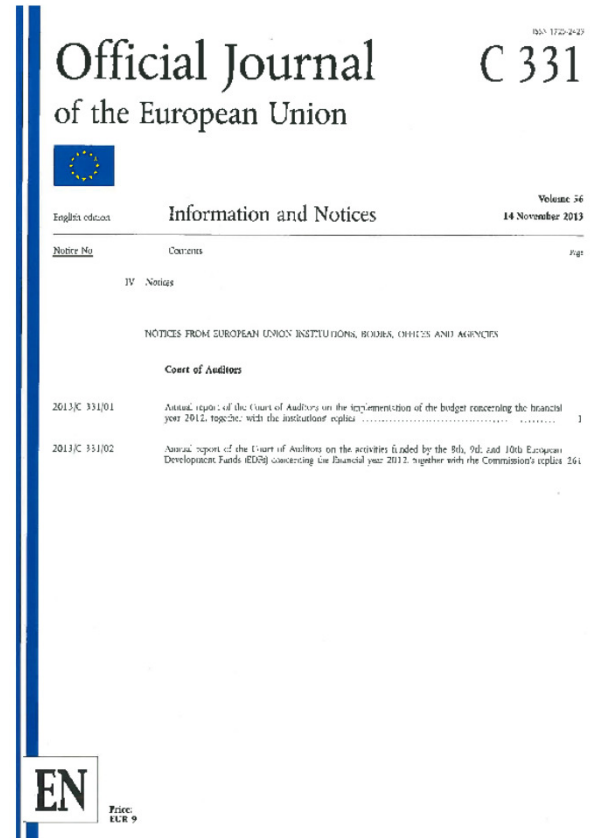 ISSN 1725-2423
Official Journal
C 331
of the European Union
Volume 56
English edition
Information and Notices
14 November 2013
Notice No
Contents
Page
IV Notices
NOTICES FROM EUROPEAN UNION INSTITUTIONS, BODIES, OFFICES AND AGENCIES
Court of Auditors
2013/C 331/01
Annual report of the Court of Auditors on the implementation of the budget concerning the financial
year 2012, together with the institutions' replies ........................................ 1
2013/C 331/02
Annual report of the Court of Auditors on the activities funded by the 8th, 9th and 10th European
Development Funds (EDFs) concerning the financial year 2012, together with the Commission's replies 261
EN
Price:
EUR 9